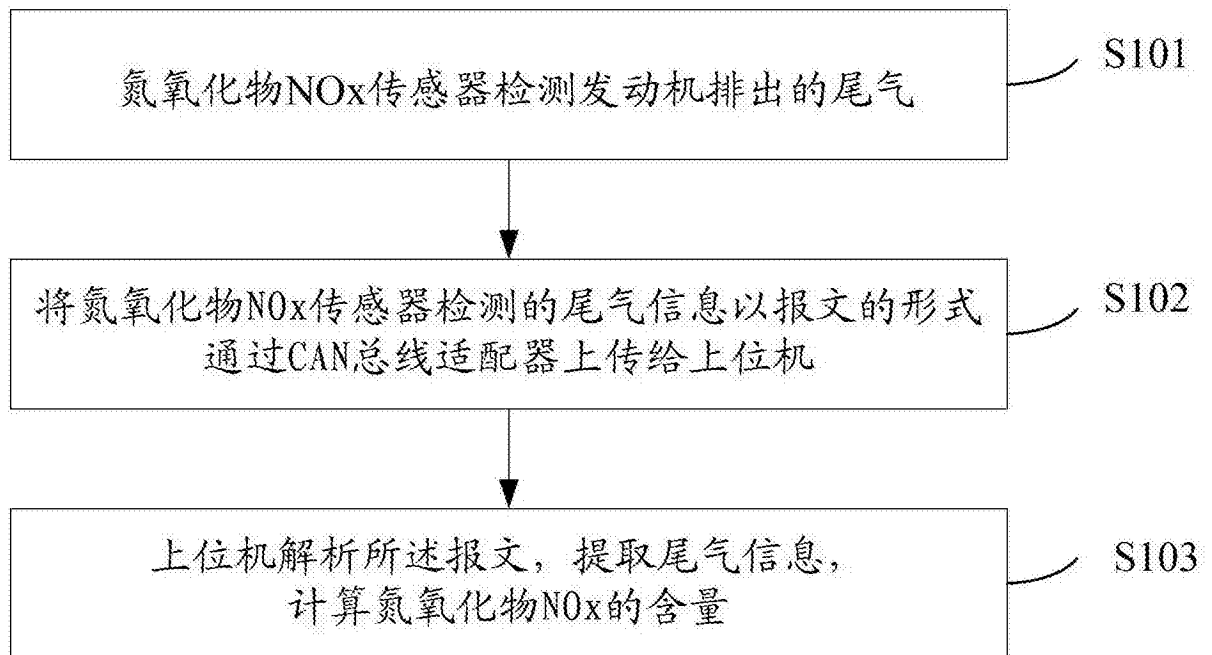 氮氧化物NOx传感器检测发动机排出的尾气
S101
将氮氧化物NOx传感器检测的尾气信息以报文的形式
通过CAN总线适配器上传给上位机
S102
上位机解析所述报文，提取尾气信息，
计算氮氧化物NOx的含量
S103